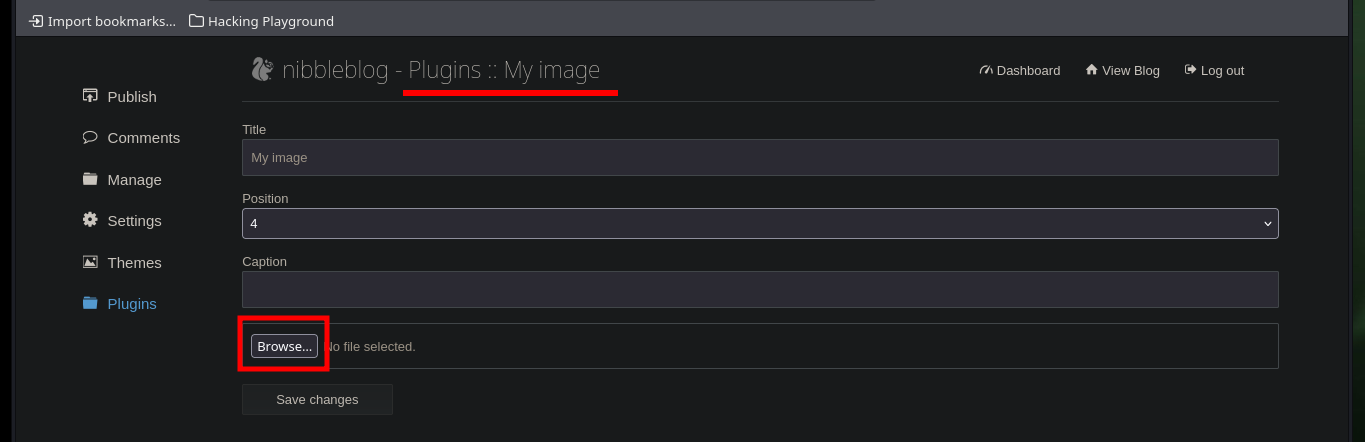 Import bookmarks... Hacking Playground
nibbleblog - Plugins :: My image
Dashboard View Blog Log out
Publish
Comments
Manage
Settings
Themes
Plugins
Title
My image
Position
4
Caption
Browse... No file selected.
Save changes